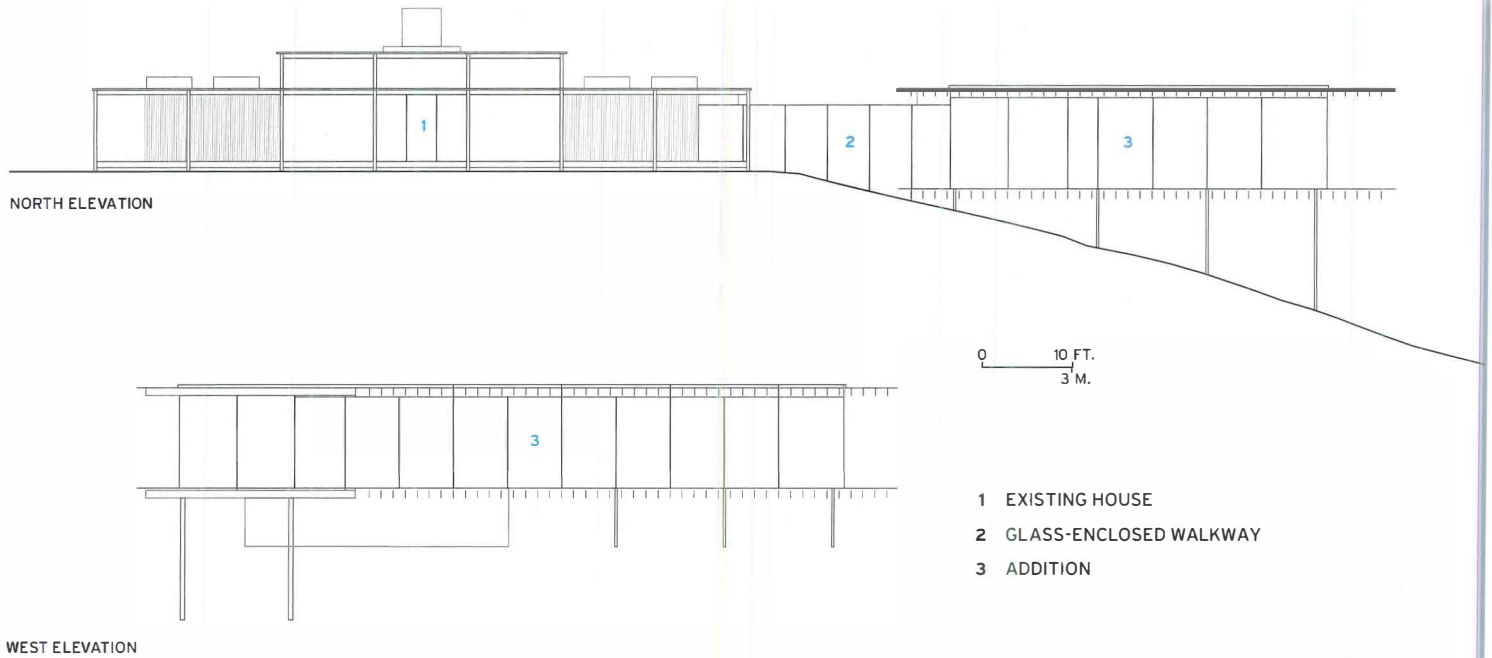 1
2
3
NORTH ELEVATION
0 10 FT.
3 M.
3
1 EXISTING HOUSE
2 GLASS-ENCLOSED WALKWAY
3 ADDITION
WEST ELEVATION